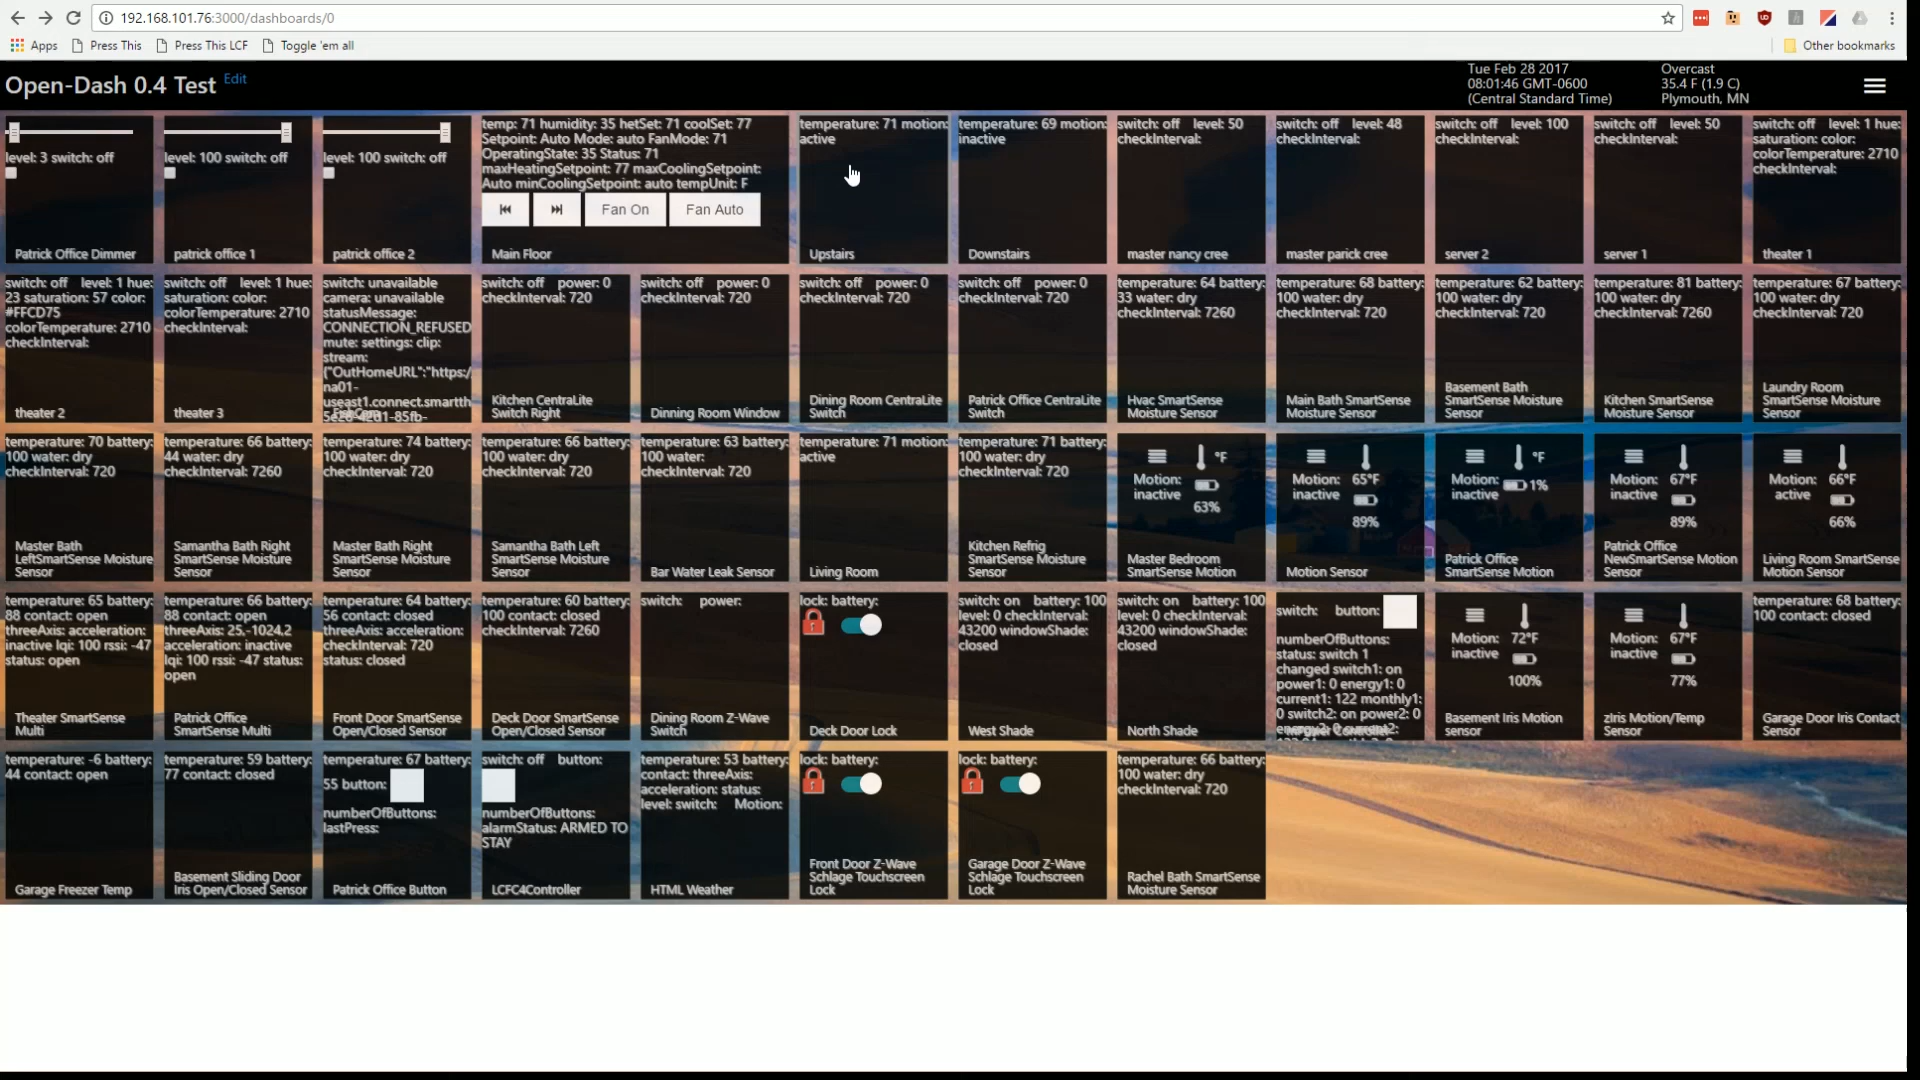 192.168.101.76:3000/dashboards/0
Apps Press This Press This LCF Toggle 'em all Other bookmarks
Open-Dash 0.4 Test Edit
Tue Feb 28 2017
08:01:46 GMT-0600
(Central Standard Time)
Overcast
35.4 F (1.9 C)
Plymouth, MN
level: 3 switch: off
Patrick Office Dimmer
level: 100 switch: off
patrick office 1
level: 100 switch: off
patrick office 2
temp: 71 humidity: 35 hetSet: 71 coolSet: 77
Setpoint: Auto Mode: auto FanMode: 71
OperatingState: 35 Status: 71
maxHeatingSetpoint: 77 maxCoolingSetpoint:
Auto minCoolingSetpoint: auto tempUnit: F
Fan On Fan Auto
Main Floor
temperature: 71 motion:
active
Upstairs
temperature: 69 motion:
inactive
Downstairs
switch: off level: 50
checkInterval:
master nancy cree
switch: off level: 48
checkInterval:
master parick cree
switch: off level: 100
checkInterval:
server 2
switch: off level: 50
checkInterval:
server 1
switch: off level: 1 hue:
saturation: color:
colorTemperature: 2710
checkInterval:
theater 1
switch: off level: 1 hue:
23 saturation: 57 color:
#FFCD75
colorTemperature: 2710
checkInterval:
theater 2
switch: off level: 1 hue:
saturation: color:
colorTemperature: 2710
checkInterval:
theater 3
switch: unavailable
camera: unavailable
statusMessage:
CONNECTION_REFUSED
mute: settings: clip:
stream:
{"OutHomeURL":"https:/
na01-
useast1.connect.smartth
switch: off power: 0
checkInterval: 720
Kitchen CentraLite
Switch Right
switch: off power: 0
checkInterval: 720
Dinning Room Window
switch: off power: 0
checkInterval: 720
Dining Room CentraLite
Switch
switch: off power: 0
checkInterval: 720
Patrick Office CentraLite
Switch
temperature: 64 battery:
33 water: dry
checkInterval: 7260
Hvac SmartSense
Moisture Sensor
temperature: 68 battery:
100 water: dry
checkInterval: 720
Main Bath SmartSense
Moisture Sensor
temperature: 62 battery:
100 water: dry
checkInterval: 720
Basement Bath
SmartSense Moisture
Sensor
temperature: 81 battery:
100 water: dry
checkInterval: 7260
Kitchen SmartSense
Moisture Sensor
temperature: 67 battery:
100 water: dry
checkInterval: 720
Laundry Room
SmartSense Moisture
Sensor
temperature: 70 battery:
100 water: dry
checkInterval: 720
Master Bath
LeftSmartSense Moisture
Sensor
temperature: 66 battery:
44 water: dry
checkInterval: 7260
Samantha Bath Right
SmartSense Moisture
Sensor
temperature: 74 battery:
100 water: dry
checkInterval: 720
Master Bath Right
SmartSense Moisture
Sensor
temperature: 66 battery:
100 water: dry
checkInterval: 720
Samantha Bath Left
SmartSense Moisture
Sensor
temperature: 63 battery:
100 water:
checkInterval: 720
Bar Water Leak Sensor
temperature: 71 motion:
active
Living Room
temperature: 71 battery:
100 water: dry
checkInterval: 720
Kitchen Refrig
SmartSense Moisture
Sensor
°F
Motion:
inactive
63%
Master Bedroom
SmartSense Motion
Motion: 65°F
inactive
89%
Motion Sensor
°F
Motion: 1%
inactive
Patrick Office
SmartSense Motion
Motion: 67°F
inactive
89%
Patrick Office
NewSmartSense Motion
Sensor
Motion: 66°F
active
66%
Living Room SmartSense
Motion Sensor
temperature: 65 battery:
88 contact: open
threeAxis: acceleration:
inactive lqi: 100 rssi: -47
status: open
Theater SmartSense
Multi
temperature: 66 battery:
88 contact: open
threeAxis: 25,-1024,2
acceleration: inactive
lqi: 100 rssi: -47 status:
open
Patrick Office
SmartSense Multi
temperature: 64 battery:
56 contact: closed
threeAxis: acceleration:
checkInterval: 720
status: closed
Front Door SmartSense
Open/Closed Sensor
temperature: 60 battery:
100 contact: closed
checkInterval: 7260
Deck Door SmartSense
Open/Closed Sensor
switch: power:
Dining Room Z-Wave
Switch
lock: battery:
Deck Door Lock
switch: on battery: 100
level: 0 checkInterval:
43200 windowShade:
closed
West Shade
switch: on battery: 100
level: 0 checkInterval:
43200 windowShade:
closed
North Shade
switch: button:
numberOfButtons:
status: switch 1
changed switch1: on
power1: 0 energy1: 0
current1: 122 monthly1:
0 switch2: on power2: 0
Motion: 72°F
inactive
100%
Basement Iris Motion
sensor
Motion: 67°F
inactive
77%
zIris Motion/Temp
Sensor
temperature: 68 battery:
100 contact: closed
Garage Door Iris Contact
Sensor
temperature: -6 battery:
44 contact: open
Garage Freezer Temp
temperature: 59 battery:
77 contact: closed
Basement Sliding Door
Iris Open/Closed Sensor
temperature: 67 battery:
55 button:
numberOfButtons:
lastPress:
Patrick Office Button
switch: off button:
numberOfButtons:
alarmStatus: ARMED TO
STAY
LCFC4Controller
temperature: 53 battery:
contact: threeAxis:
acceleration: status:
level: switch: Motion:
HTML Weather
lock: battery:
Front Door Z-Wave
Schlage Touchscreen
Lock
lock: battery:
Garage Door Z-Wave
Schlage Touchscreen
Lock
temperature: 66 battery:
100 water: dry
checkInterval: 720
Rachel Bath SmartSense
Moisture Sensor